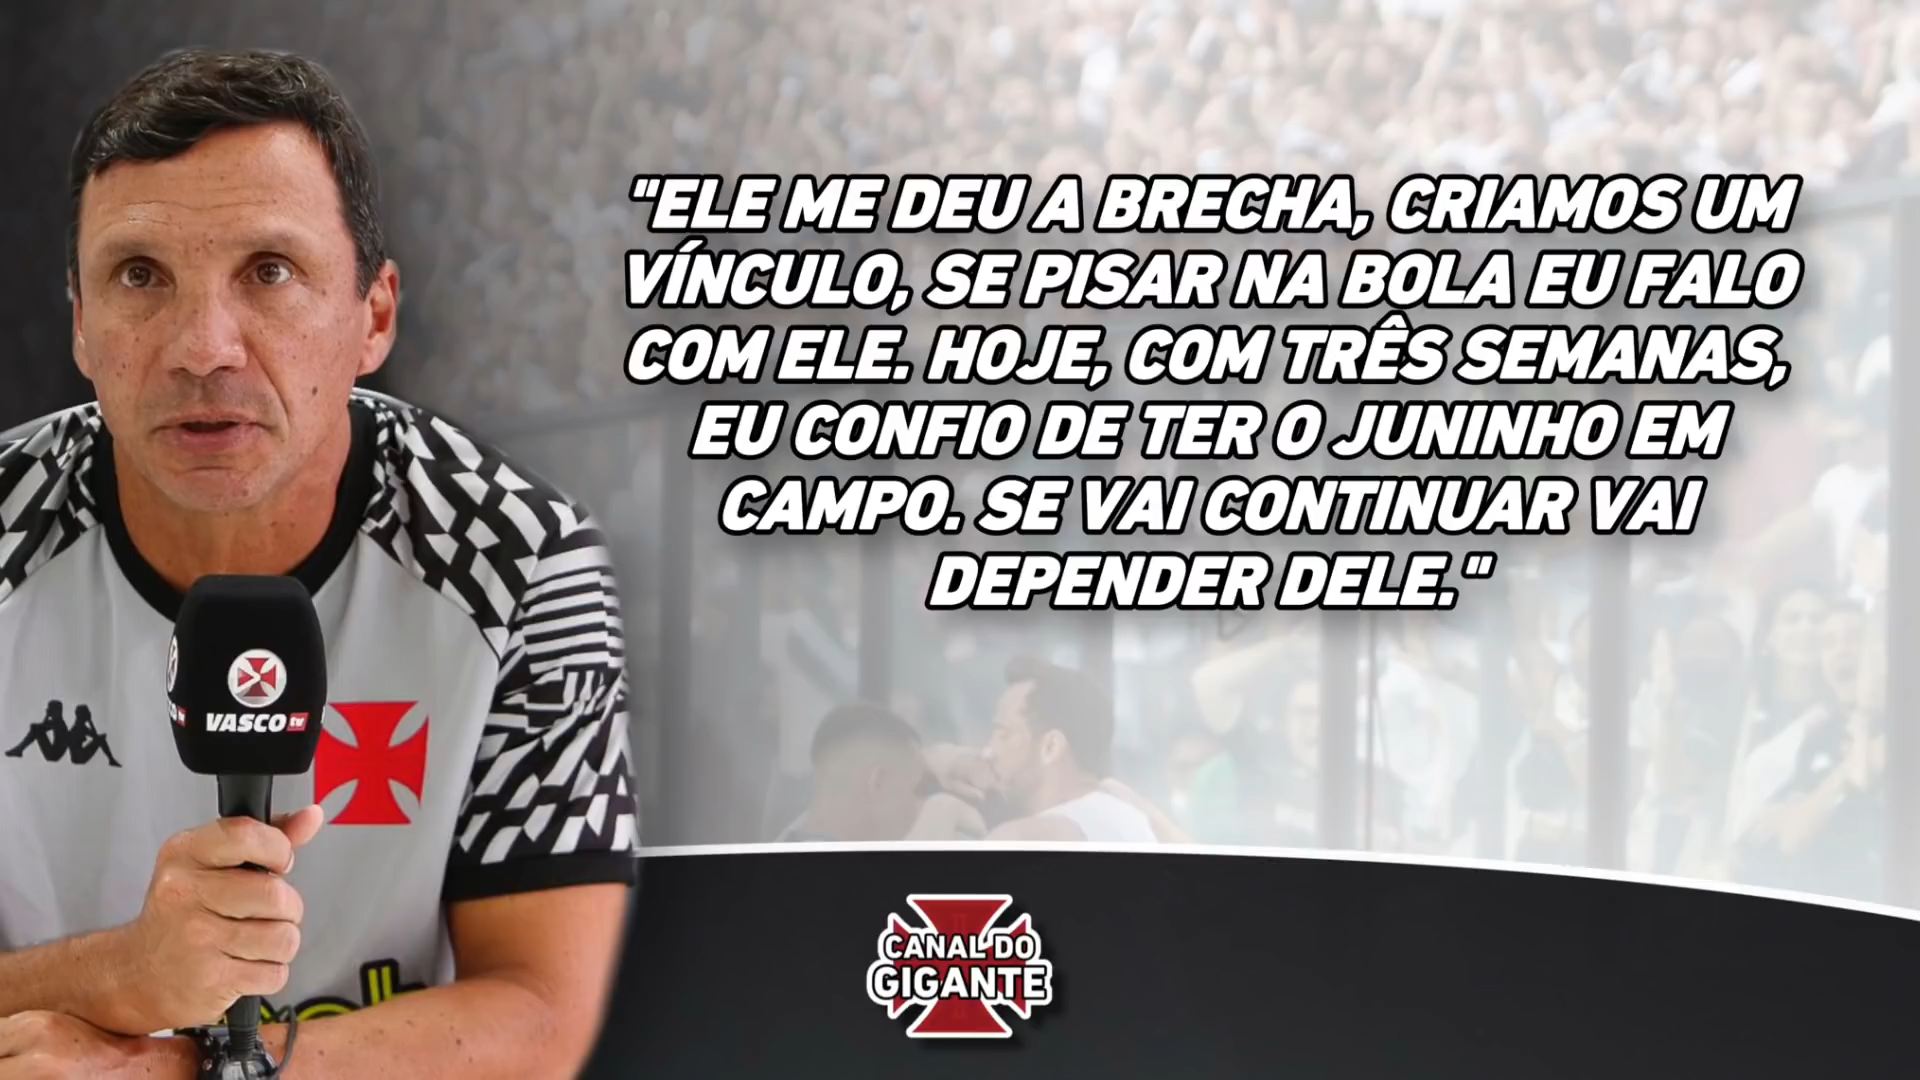 "ELE ME DEU A BRECHA, CRIAMOS UM
VÍNCULO, SE PISAR NA BOLA EU FALO
COM ELE. HOJE, COM TRÊS SEMANAS,
EU CONFIO DE TER O JUNINHO EM
CAMPO. SE VAI CONTINUAR VAI
DEPENDER DELE."
VASCO tv
CANAL DO
GIGANTE